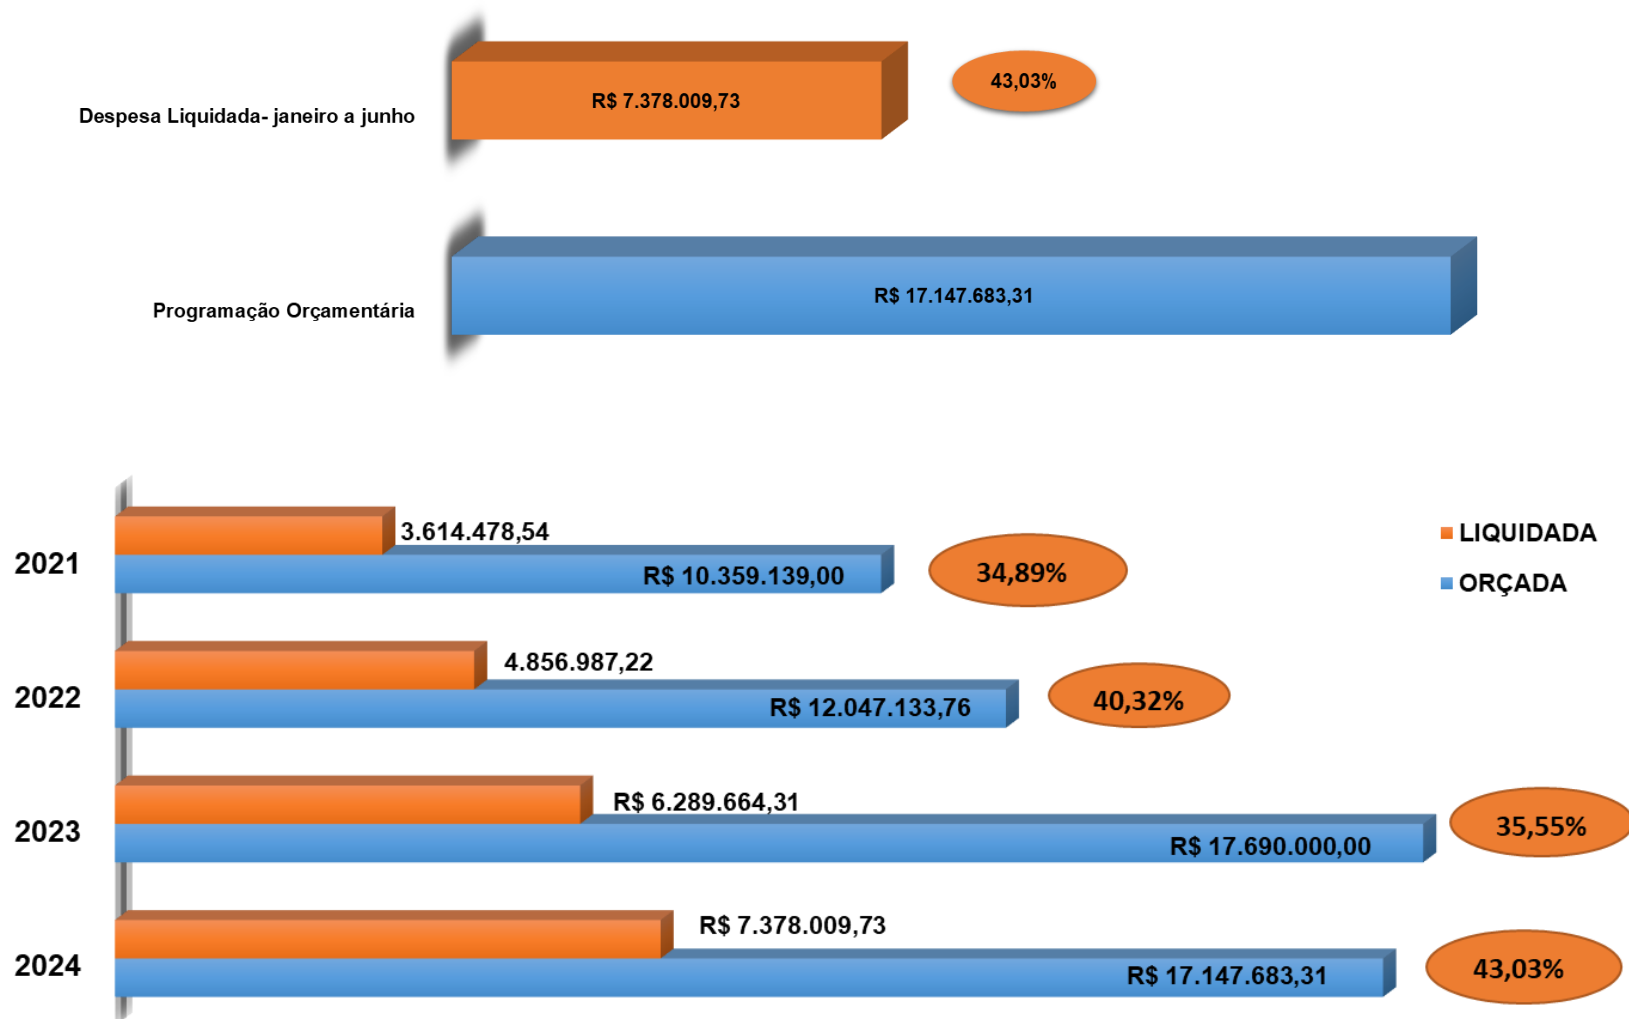 R$ 7.378.009,73
43,03%
Despesa Liquidada- janeiro a junho
R$ 17.147.683,31
Programação Orçamentária
3.614.478,54
LIQUIDADA
2021
R$ 10.359.139,00
34,89%
ORÇADA
4.856.987,22
2022
R$ 12.047.133,76
40,32%
R$ 6.289.664,31
2023
R$ 17.690.000,00
35,55%
R$ 7.378.009,73
2024
R$ 17.147.683,31
43,03%